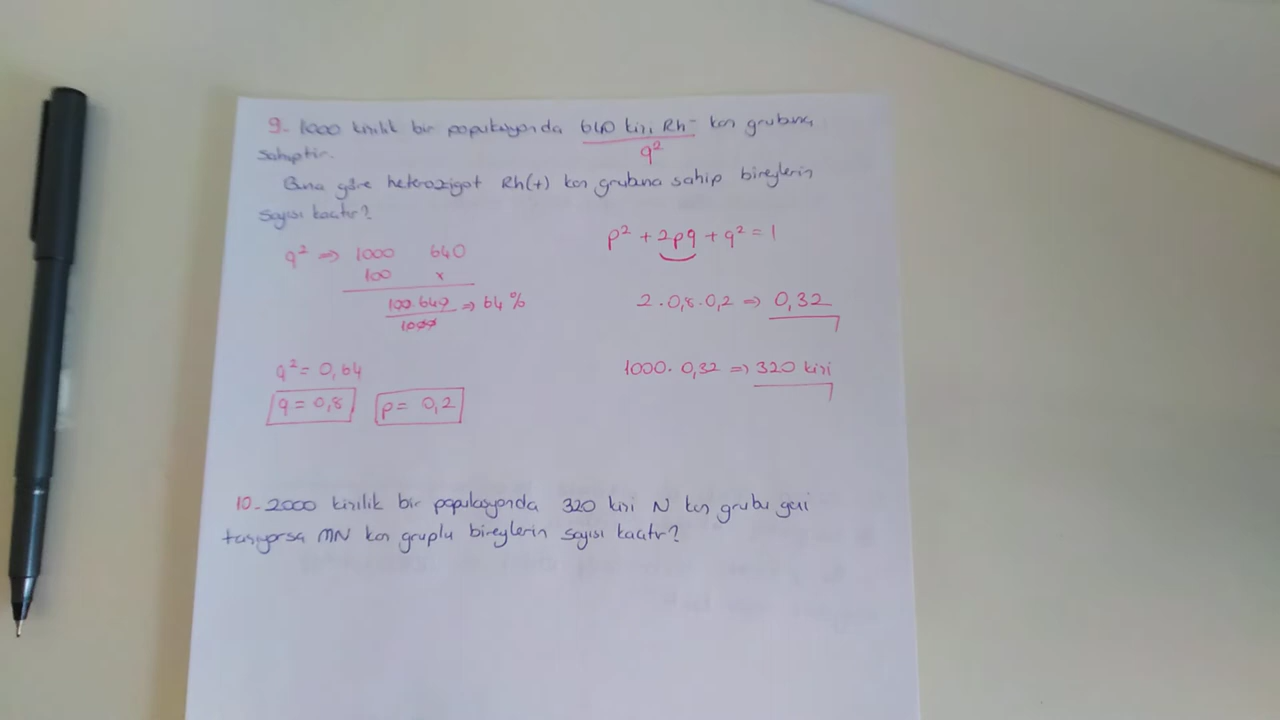 9- 1000 kişilik bir popülasyonda 640 kişi Rh⁻ kan grubuna
q²
sahiptir.
Buna göre heterozigot Rh(+) kan grubuna sahip bireylerin
sayısı kaçtır?
p² + 2pq + q² = 1
q² ⇒ 1000 640
100 x
100.640 ⇒ 64 %
1000
2.0,8.0,2 ⇒ 0,32
q² = 0,64
1000. 0,32 ⇒ 320 kişi
q = 0,8 p = 0,2
10- 2000 kişilik bir popülasyonda 320 kişi N kan grubu geni
taşıyorsa MN kan gruplu bireylerin sayısı kaçtır?